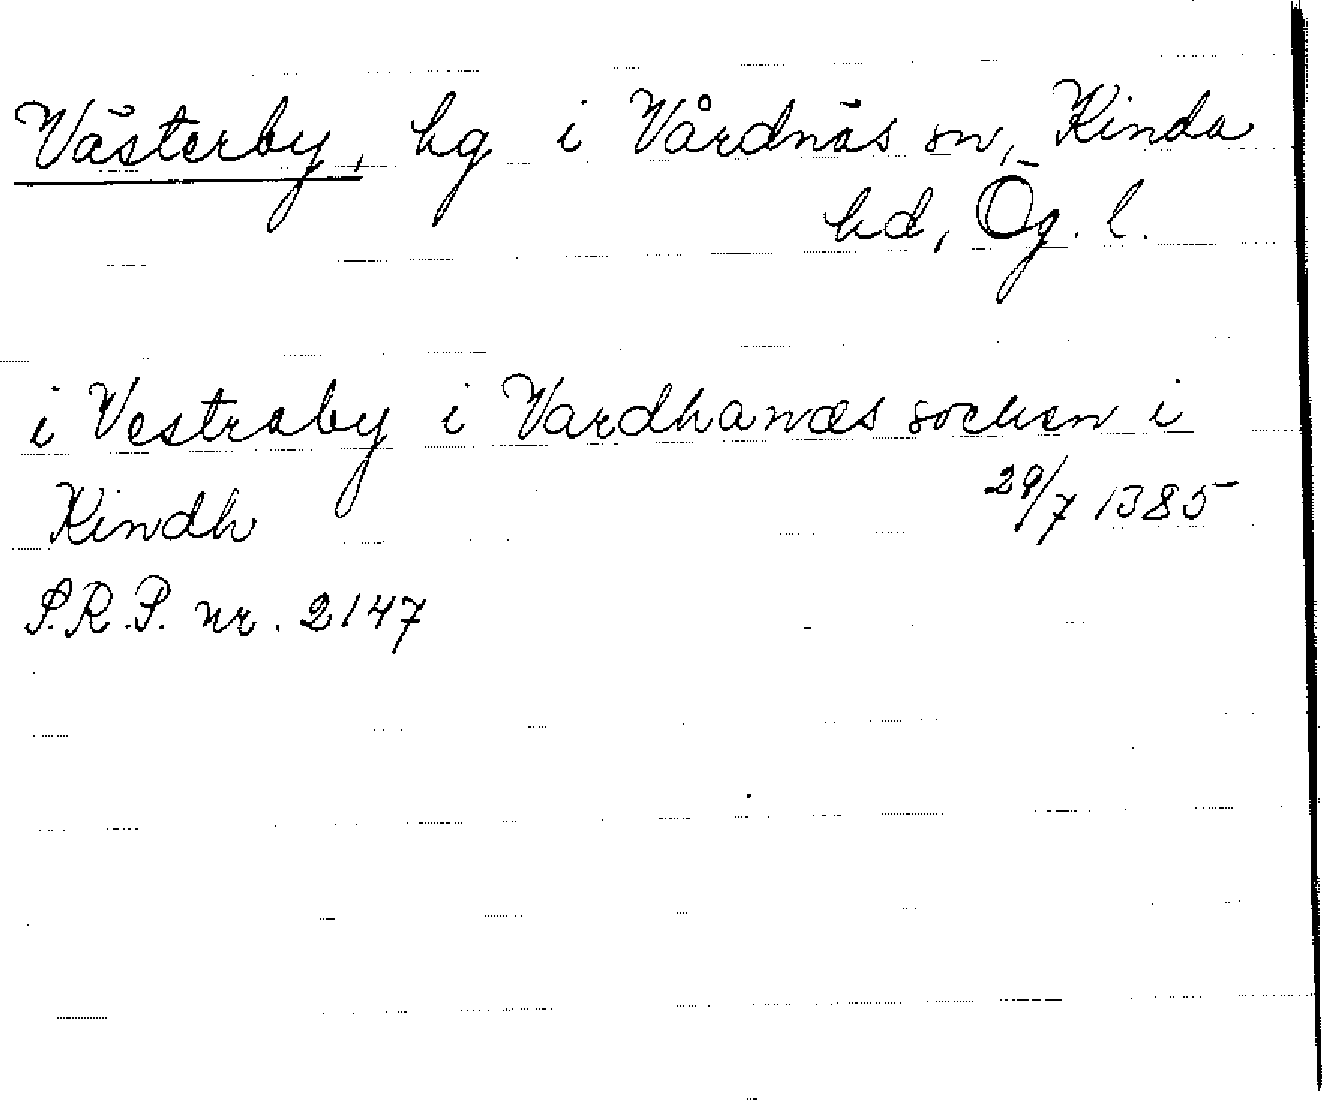 Västerby, hg i Vårdnäs sn, Kinda
hd, Ög. l.
i Vestraby i Vardhanæs socken i
Kindh 29/7 1385
S.R.P. nr. 2147